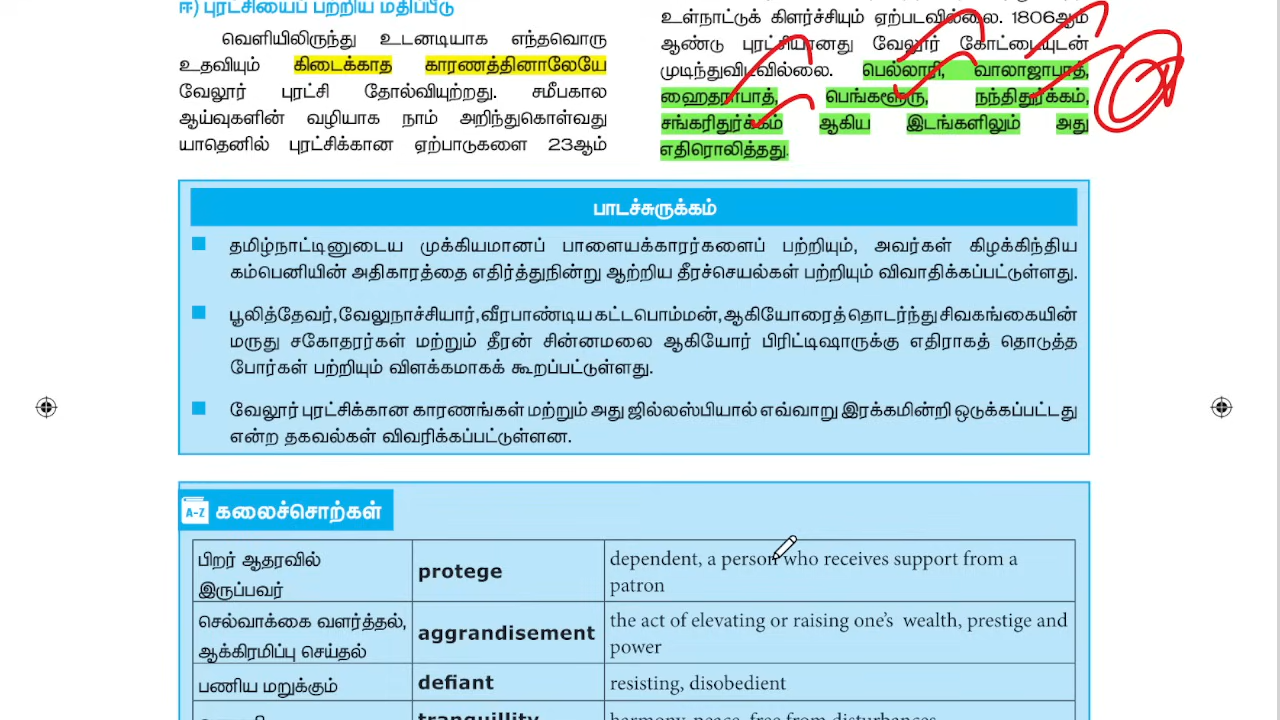 ஈ) புரட்சியைப் பற்றிய மதிப்பீடு
வெளியிலிருந்து உடனடியாக எந்தவொரு
உதவியும் கிடைக்காத காரணத்தினாலேயே
வேலூர் புரட்சி தோல்வியுற்றது. சமீபகால
ஆய்வுகளின் வழியாக நாம் அறிந்துகொள்வது
யாதெனில் புரட்சிக்கான ஏற்பாடுகளை 23ஆம்
உள்நாட்டுக் கிளர்ச்சியும் ஏற்படவில்லை. 1806ஆம்
ஆண்டு புரட்சியானது வேலூர் கோட்டையுடன்
முடிந்துவிடவில்லை. பெல்லாரி, வாலாஜாபாத்,
ஹைதராபாத், பெங்களூரு, நந்திதுர்க்கம்,
சங்கரிதுர்க்கம் ஆகிய இடங்களிலும் அது
எதிரொலித்தது.
பாடச்சுருக்கம்
தமிழ்நாட்டினுடைய முக்கியமானப் பாளையக்காரர்களைப் பற்றியும், அவர்கள் கிழக்கிந்திய
கம்பெனியின் அதிகாரத்தை எதிர்த்துநின்று ஆற்றிய தீரச்செயல்கள் பற்றியும் விவாதிக்கப்பட்டுள்ளது.
பூலித்தேவர், வேலுநாச்சியார், வீரபாண்டிய கட்டபொம்மன், ஆகியோரைத் தொடர்ந்து சிவகங்கையின்
மருது சகோதரர்கள் மற்றும் தீரன் சின்னமலை ஆகியோர் பிரிட்டிஷாருக்கு எதிராகத் தொடுத்த
போர்கள் பற்றியும் விளக்கமாகக் கூறப்பட்டுள்ளது.
வேலூர் புரட்சிக்கான காரணங்கள் மற்றும் அது ஜில்லஸ்பியால் எவ்வாறு இரக்கமின்றி ஒடுக்கப்பட்டது
என்ற தகவல்கள் விவரிக்கப்பட்டுள்ளன.
A-Z கலைச்சொற்கள்
பிறர் ஆதரவில்
இருப்பவர்
protege
dependent, a person who receives support from a
patron
செல்வாக்கை வளர்த்தல்,
ஆக்கிரமிப்பு செய்தல்
aggrandisement
the act of elevating or raising one's wealth, prestige and
power
பணிய மறுக்கும்
defiant
resisting, disobedient
tranquillity
harmony, peace, free from disturbances